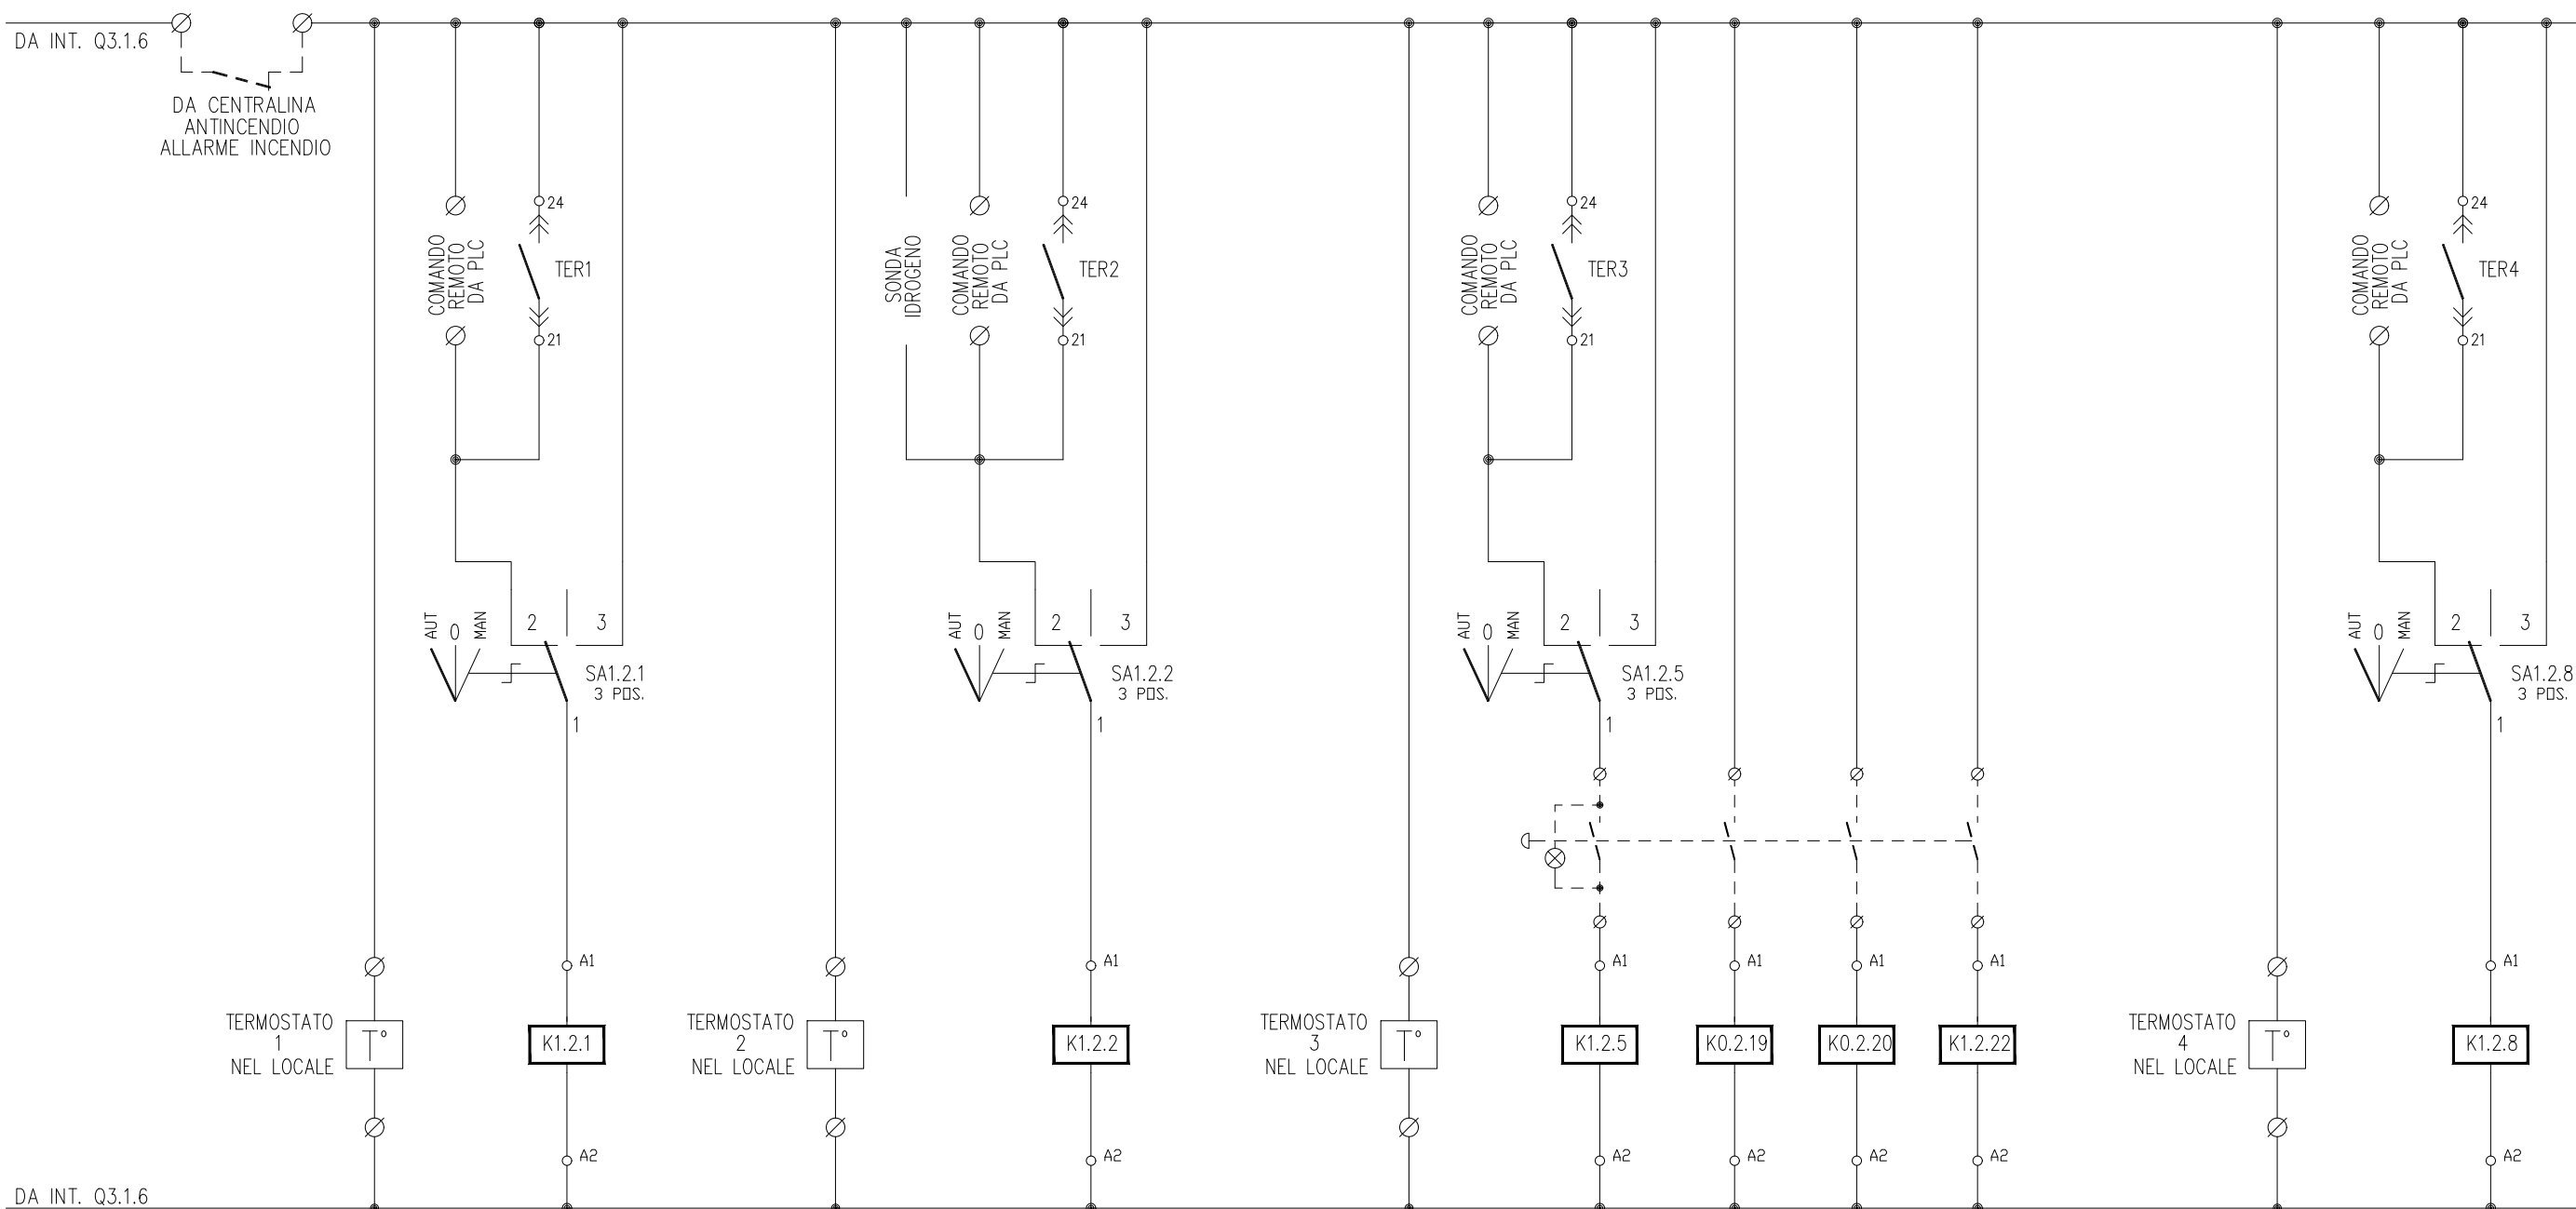 DA INT. Q3.1.6
DA CENTRALINA
ANTINCENDIO
ALLARME INCENDIO
COMANDO
REMOTO
DA PLC
24
TER1
21
SONDA
IDROGENO
COMANDO
REMOTO
DA PLC
24
TER2
21
COMANDO
REMOTO
DA PLC
24
TER3
21
COMANDO
REMOTO
DA PLC
24
TER4
21
AUT
0
MAN
2
3
SA1.2.1
3 POS.
1
AUT
0
MAN
2
3
SA1.2.2
3 POS.
1
AUT
0
MAN
2
3
SA1.2.5
3 POS.
1
AUT
0
MAN
2
3
SA1.2.8
3 POS.
1
TERMOSTATO
1
NEL LOCALE
T°
A1
K1.2.1
A2
TERMOSTATO
2
NEL LOCALE
T°
A1
K1.2.2
A2
TERMOSTATO
3
NEL LOCALE
T°
A1
K1.2.5
A2
A1
K0.2.19
A2
A1
K0.2.20
A2
A1
K1.2.22
A2
TERMOSTATO
4
NEL LOCALE
T°
A1
K1.2.8
A2
DA INT. Q3.1.6